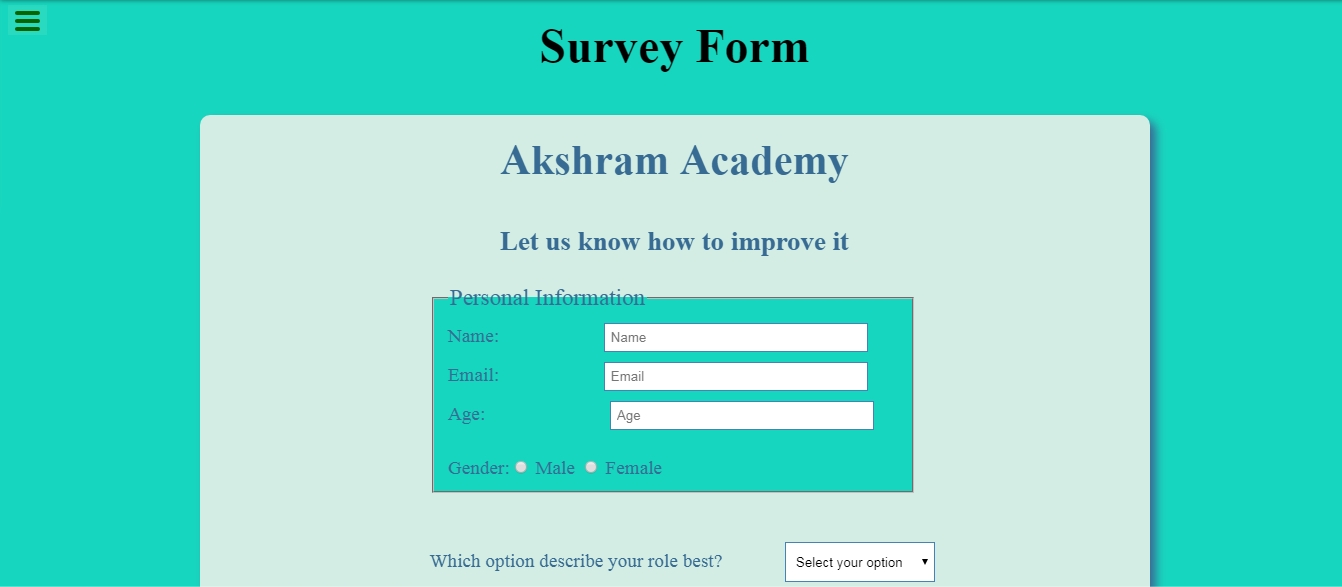 Survey Form
Akshram Academy
Let us know how to improve it
Personal Information
Name: Name
Email: Email
Age: Age
Gender: Male Female
Which option describe your role best? Select your option